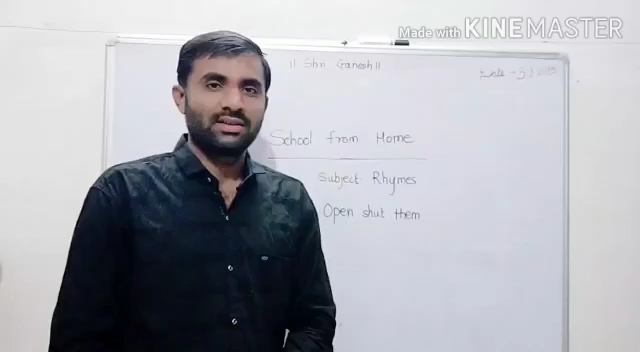 Made with KINEMASTER
|| Shri Ganesh ||
School from Home
Subject Rhymes
Open shut them